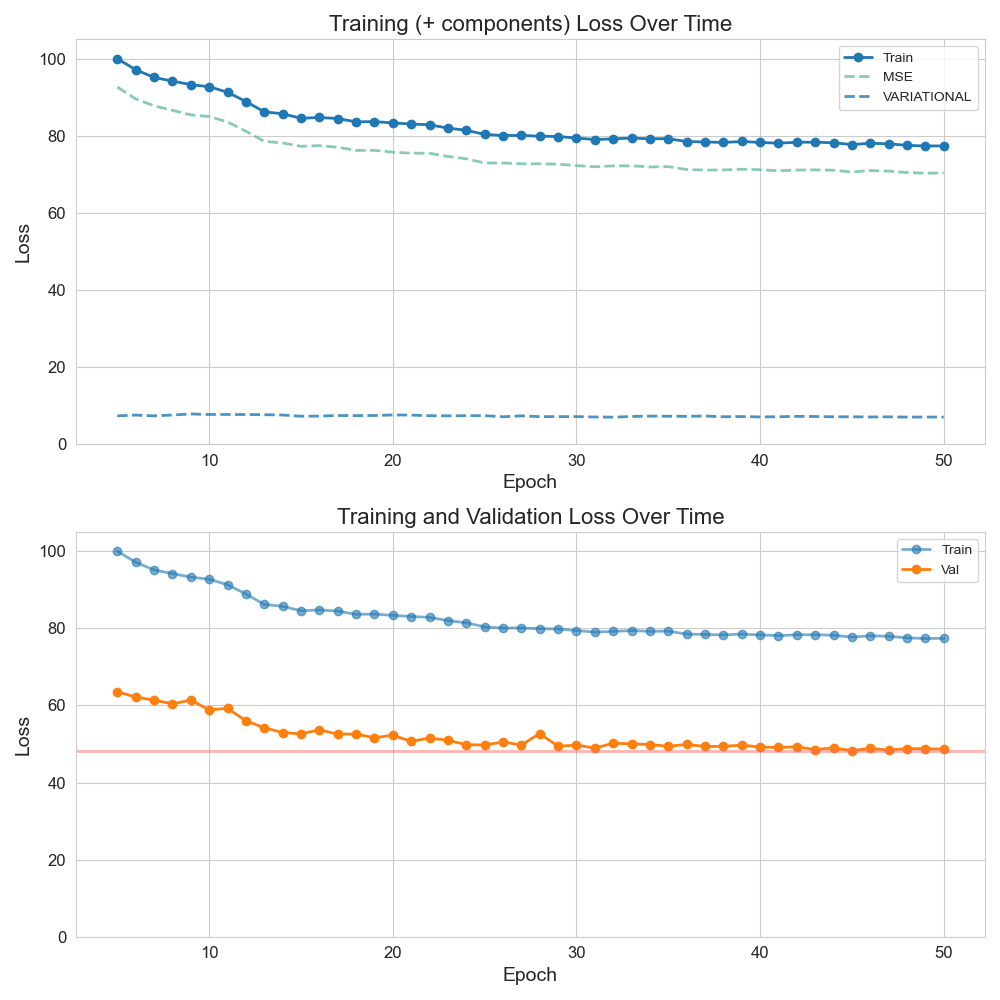 Training (+ components) Loss Over Time
Train
MSE
VARIATIONAL
Loss
100
80
60
40
20
0
10
20
30
40
50
Epoch
Training and Validation Loss Over Time
Train
Val
Loss
100
80
60
40
20
0
10
20
30
40
50
Epoch